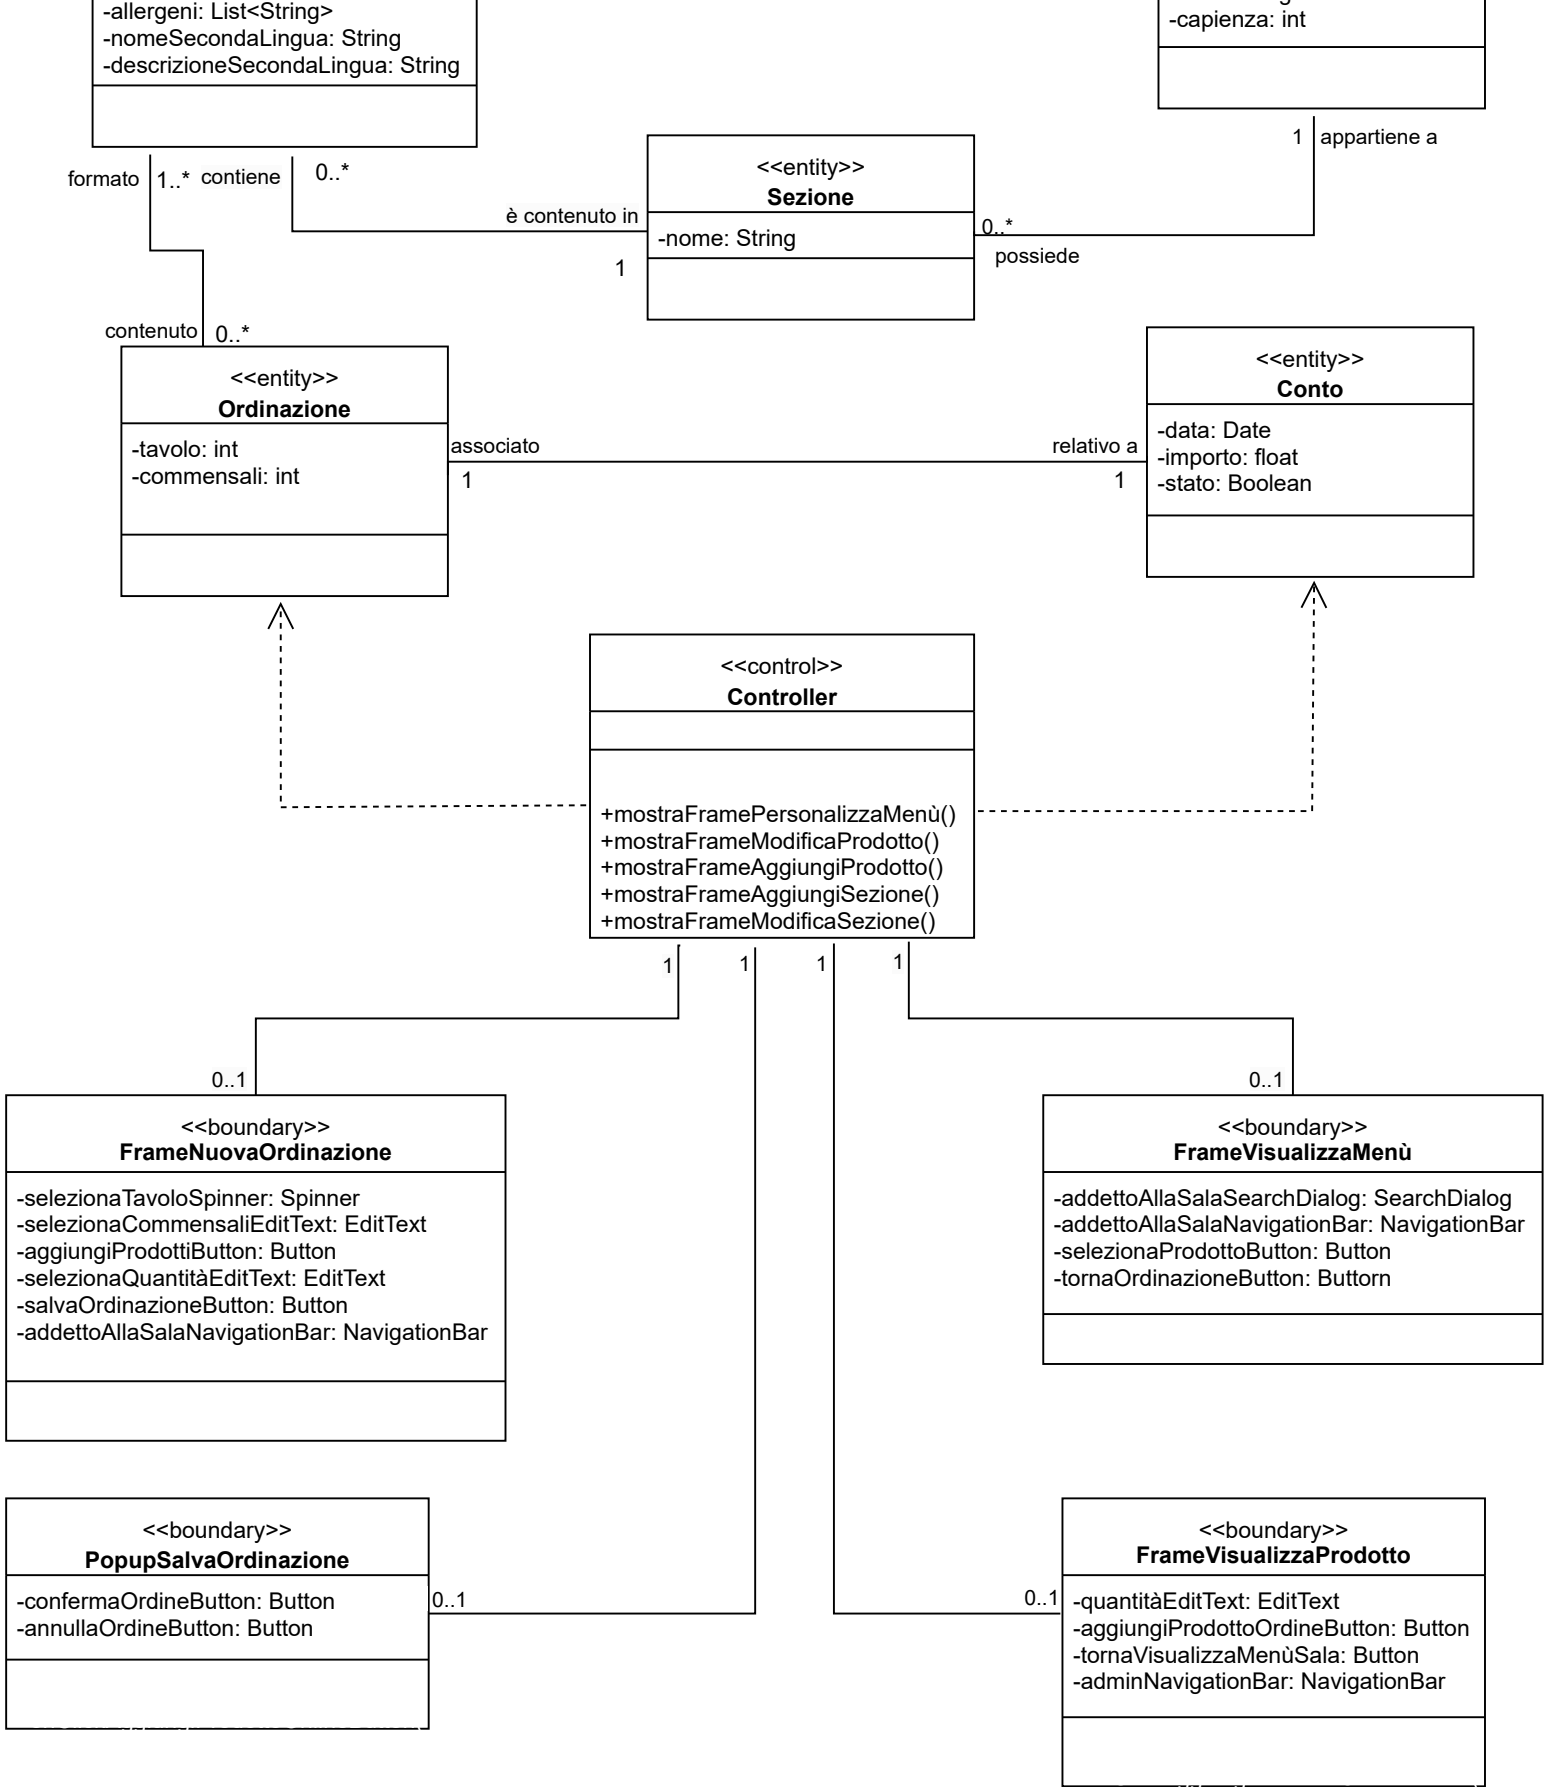 -allergeni: List<String>
-nomeSecondaLingua: String
-descrizioneSecondaLingua: String
-capienza: int
1
appartiene a
formato
1..*
contiene
0..*
<<entity>>
Sezione
-nome: String
è contenuto in
1
0..*
possiede
contenuto
0..*
<<entity>>
Ordinazione
-tavolo: int
-commensali: int
associato
1
relativo a
1
<<entity>>
Conto
-data: Date
-importo: float
-stato: Boolean
<<control>>
Controller
+mostraFramePersonalizzaMenù()
+mostraFrameModificaProdotto()
+mostraFrameAggiungiProdotto()
+mostraFrameAggiungiSezione()
+mostraFrameModificaSezione()
1
1
1
1
0..1
0..1
<<boundary>>
FrameNuovaOrdinazione
-selezionaTavoloSpinner: Spinner
-selezionaCommensaliEditText: EditText
-aggiungiProdottiButton: Button
-selezionaQuantitàEditText: EditText
-salvaOrdinazioneButton: Button
-addettoAllaSalaNavigationBar: NavigationBar
<<boundary>>
FrameVisualizzaMenù
-addettoAllaSalaSearchDialog: SearchDialog
-addettoAllaSalaNavigationBar: NavigationBar
-selezionaProdottoButton: Button
-tornaOrdinazioneButton: Buttorn
<<boundary>>
PopupSalvaOrdinazione
-confermaOrdineButton: Button
-annullaOrdineButton: Button
0..1
0..1
<<boundary>>
FrameVisualizzaProdotto
-quantitàEditText: EditText
-aggiungiProdottoOrdineButton: Button
-tornaVisualizzaMenùSala: Button
-adminNavigationBar: NavigationBar